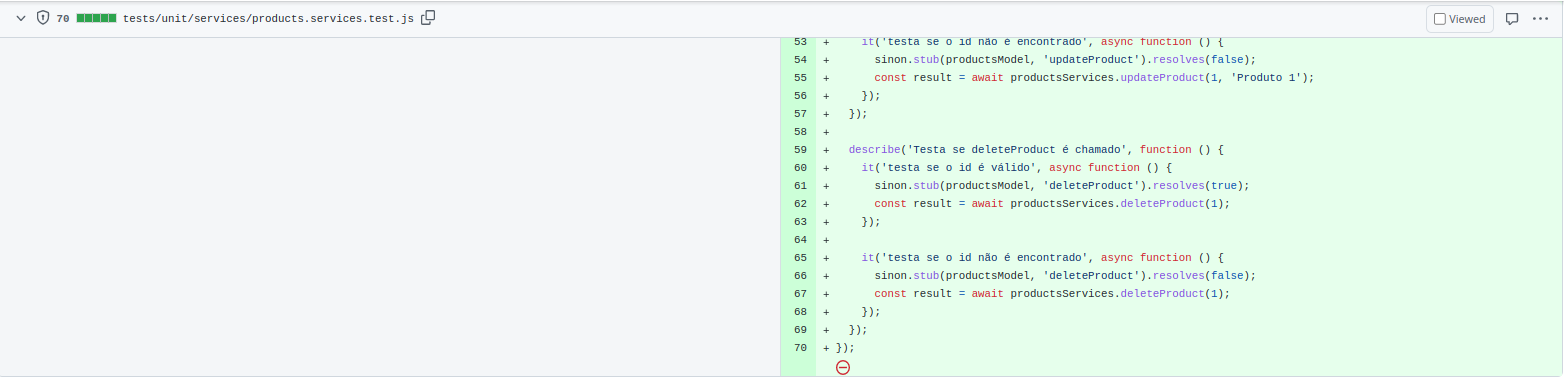 70 tests/unit/services/products.services.test.js Viewed
53 + it('testa se o id não é encontrado', async function () {
54 + sinon.stub(productsModel, 'updateProduct').resolves(false);
55 + const result = await productsServices.updateProduct(1, 'Produto 1');
56 + });
57 + });
58 +
59 + describe('Testa se deleteProduct é chamado', function () {
60 + it('testa se o id é válido', async function () {
61 + sinon.stub(productsModel, 'deleteProduct').resolves(true);
62 + const result = await productsServices.deleteProduct(1);
63 + });
64 +
65 + it('testa se o id não é encontrado', async function () {
66 + sinon.stub(productsModel, 'deleteProduct').resolves(false);
67 + const result = await productsServices.deleteProduct(1);
68 + });
69 + });
70 + });